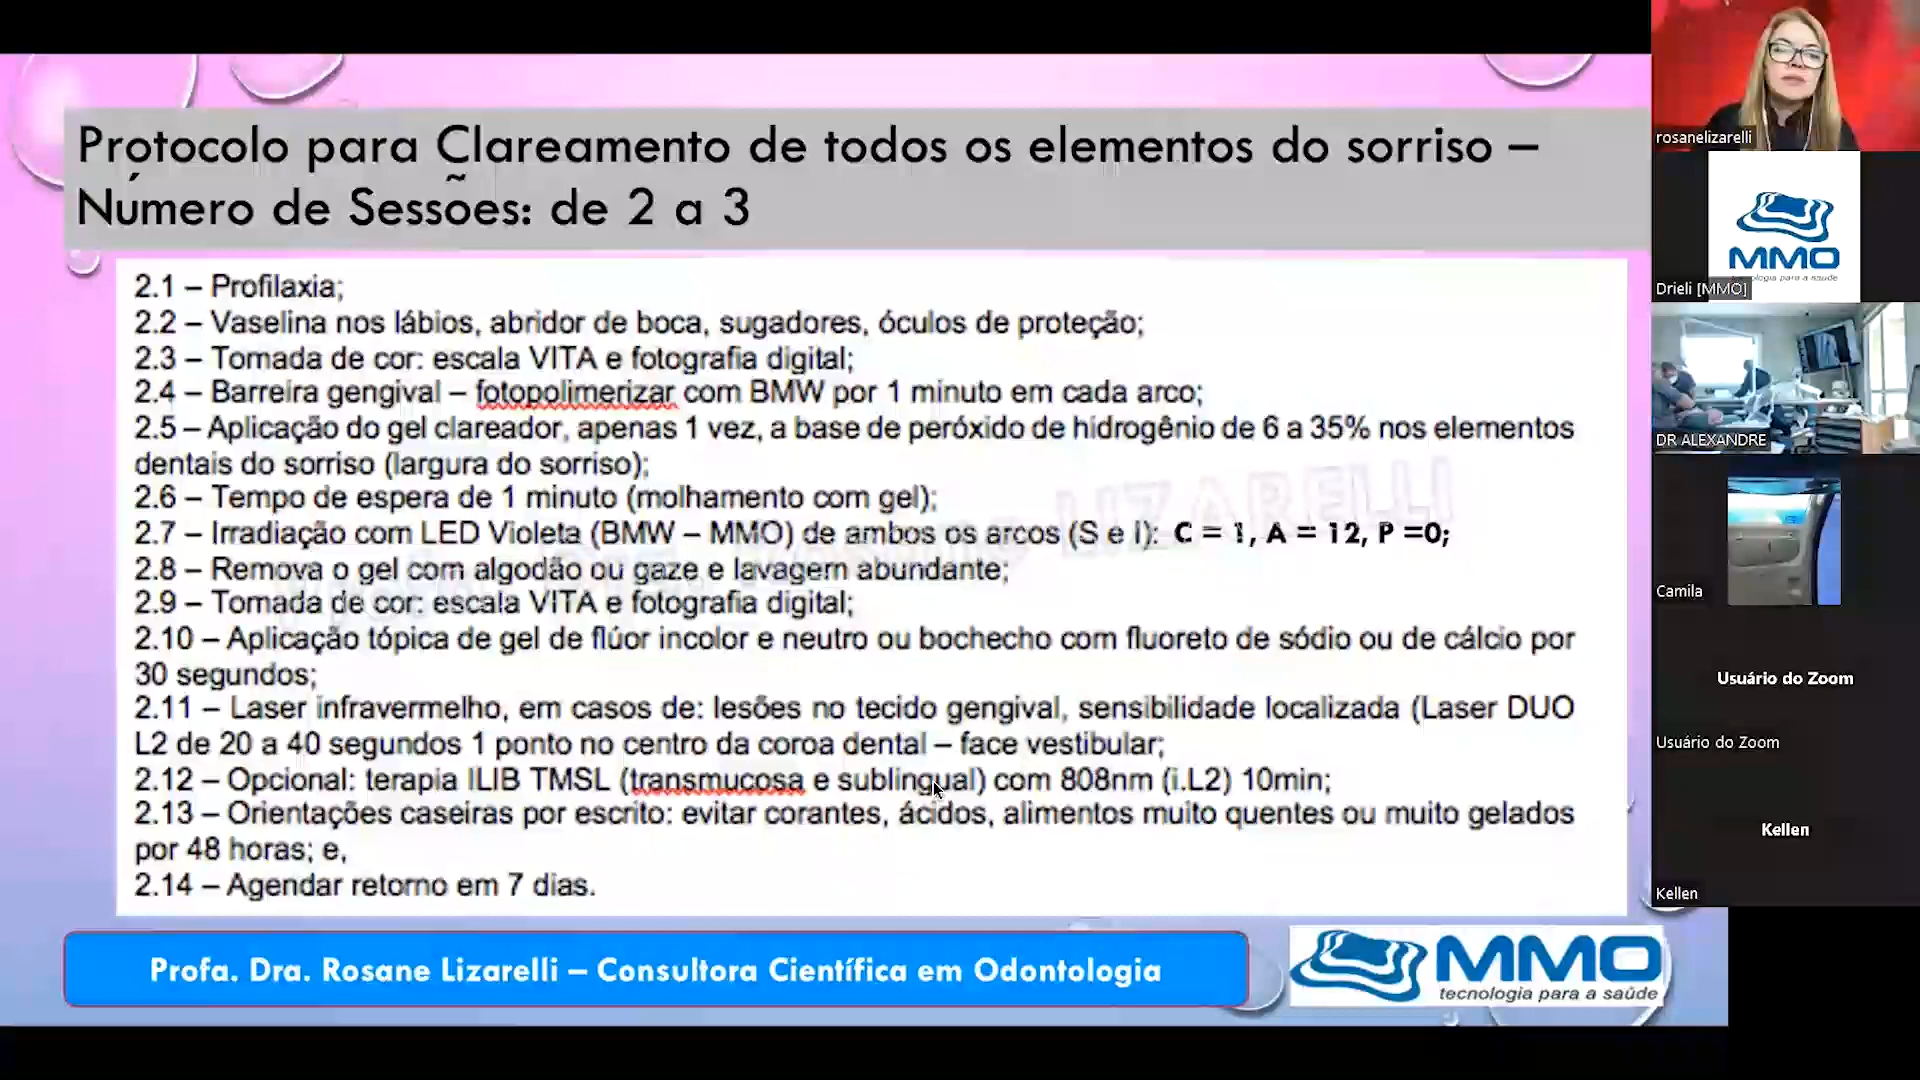 Protocolo para Clareamento de todos os elementos do sorriso –
Número de Sessões: de 2 a 3
2.1 – Profilaxia;
2.2 – Vaselina nos lábios, abridor de boca, sugadores, óculos de proteção;
2.3 – Tomada de cor: escala VITA e fotografia digital;
2.4 – Barreira gengival – fotopolimerizar com BMW por 1 minuto em cada arco;
2.5 – Aplicação do gel clareador, apenas 1 vez, a base de peróxido de hidrogênio de 6 a 35% nos elementos
dentais do sorriso (largura do sorriso);
2.6 – Tempo de espera de 1 minuto (molhamento com gel);
2.7 – Irradiação com LED Violeta (BMW – MMO) de ambos os arcos (S e I): C = 1, A = 12, P =0;
2.8 – Remova o gel com algodão ou gaze e lavagem abundante;
2.9 – Tomada de cor: escala VITA e fotografia digital;
2.10 – Aplicação tópica de gel de flúor incolor e neutro ou bochecho com fluoreto de sódio ou de cálcio por
30 segundos;
2.11 – Laser infravermelho, em casos de: lesões no tecido gengival, sensibilidade localizada (Laser DUO
L2 de 20 a 40 segundos 1 ponto no centro da coroa dental – face vestibular;
2.12 – Opcional: terapia ILIB TMSL (transmucosa e sublingual) com 808nm (i.L2) 10min;
2.13 – Orientações caseiras por escrito: evitar corantes, ácidos, alimentos muito quentes ou muito gelados
por 48 horas; e,
2.14 – Agendar retorno em 7 dias.
LIZARELLI
Profa. Dra. Rosane Lizarelli – Consultora Científica em Odontologia
MMO
tecnologia para a saúde
rosanelizarelli
MMO
tecnologia para a saúde
Drieli [MMO]
DR ALEXANDRE
Camila
Usuário do Zoom
Usuário do Zoom
Kellen
Kellen